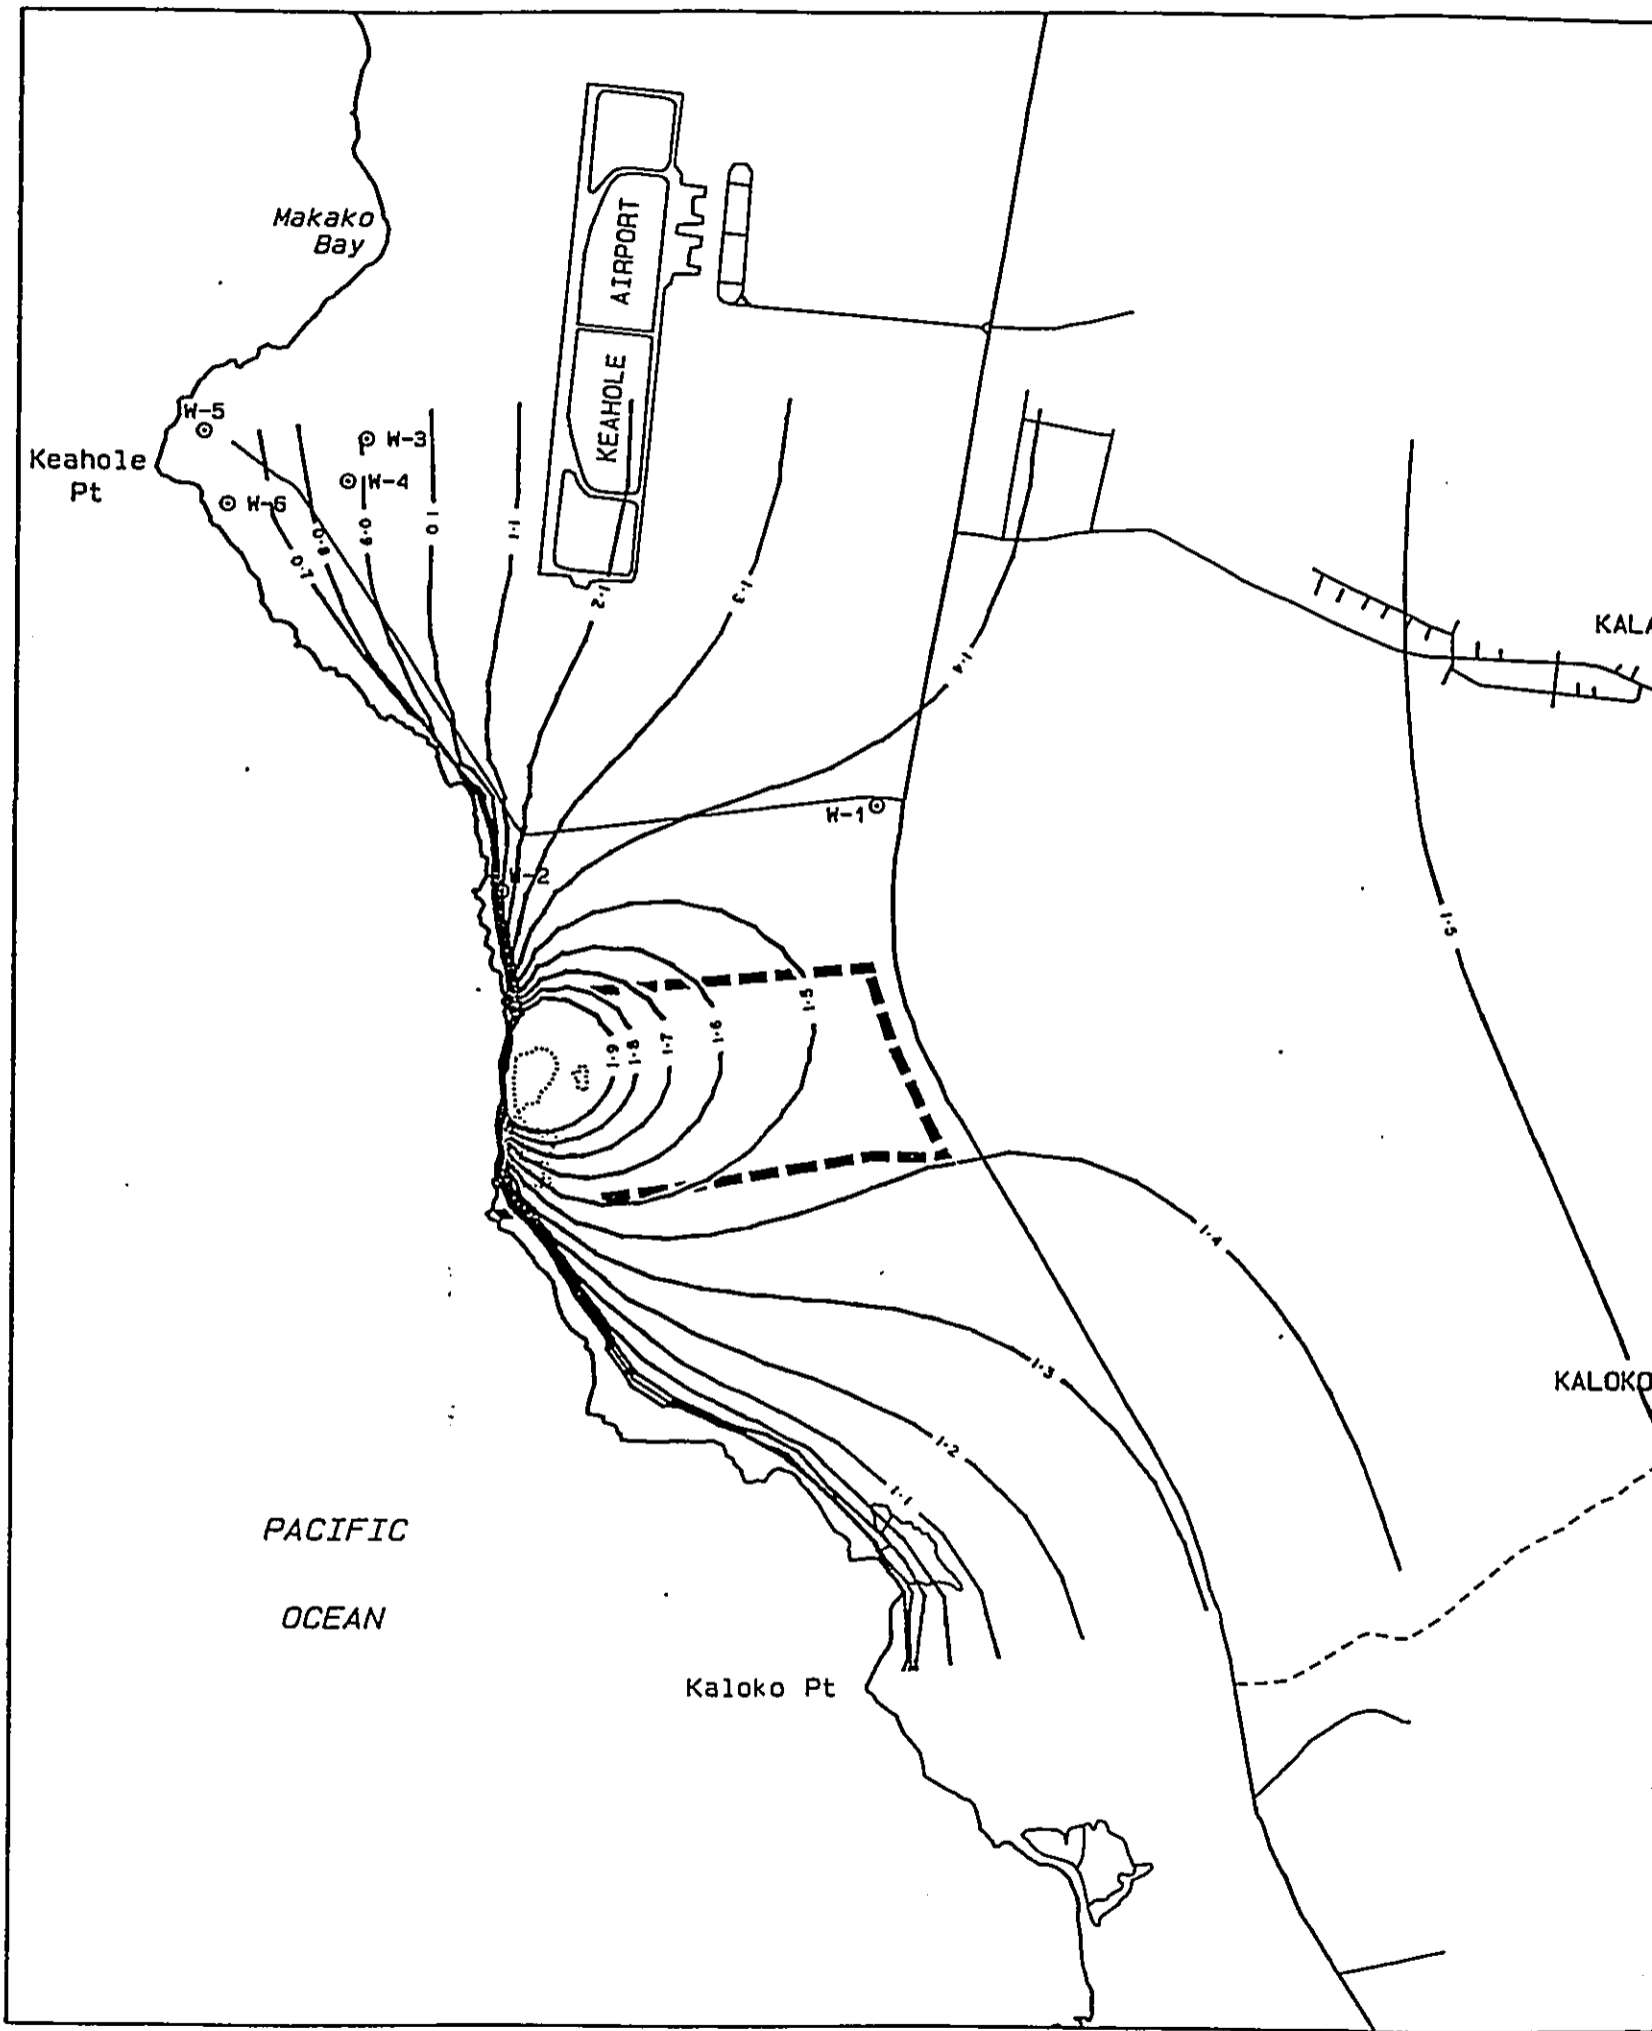 Makako
Bay
KEAHOLE AIRPORT
W-5
W-3
Keahole
Pt
W-4
W-6
0.7
0.8
0.9
1.0
1.1
1.2
1.3
1.4
KALA
W-1
W-2
1.5
1.5
1.6
1.7
1.8
1.9
1.4
1.3
KALOKO
1.2
1.1
PACIFIC
OCEAN
Kaloko Pt